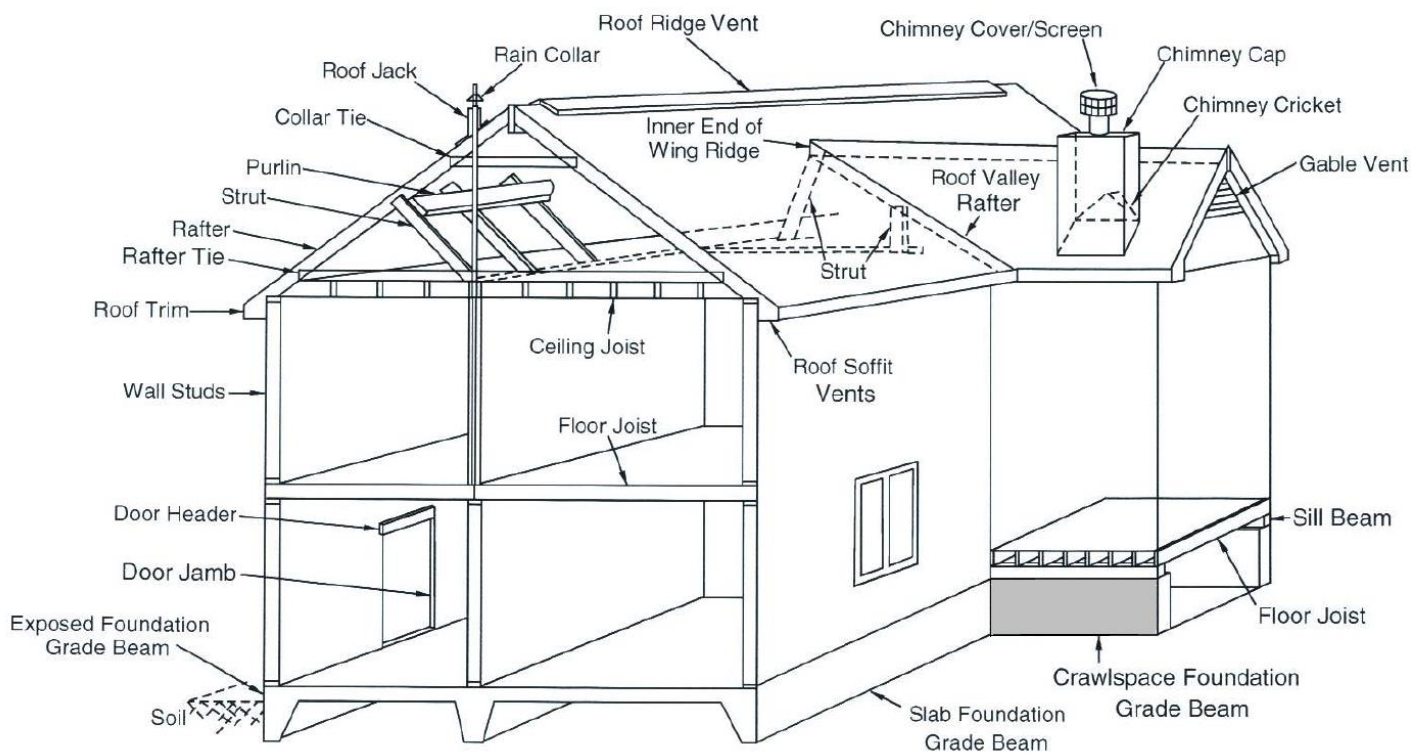 Roof Ridge Vent
Chimney Cover/Screen
Rain Collar
Chimney Cap
Roof Jack
Chimney Cricket
Collar Tie
Inner End of
Wing Ridge
Gable Vent
Purlin
Roof Valley
Rafter
Strut
Rafter
Rafter Tie
Strut
Roof Trim
Ceiling Joist
Roof Soffit
Vents
Wall Studs
Floor Joist
Door Header
Sill Beam
Door Jamb
Floor Joist
Exposed Foundation
Grade Beam
Crawlspace Foundation
Grade Beam
Soil
Slab Foundation
Grade Beam